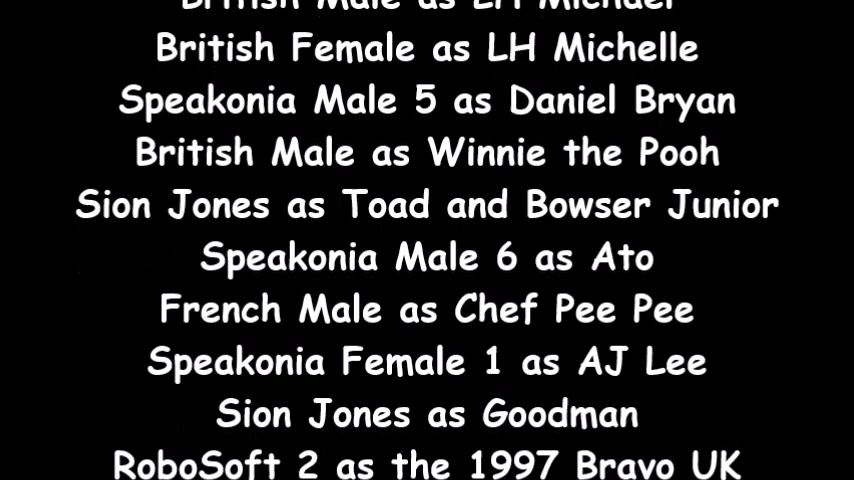 British Male as LH Michael
British Female as LH Michelle
Speakonia Male 5 as Daniel Bryan
British Male as Winnie the Pooh
Sion Jones as Toad and Bowser Junior
Speakonia Male 6 as Ato
French Male as Chef Pee Pee
Speakonia Female 1 as AJ Lee
Sion Jones as Goodman
RoboSoft 2 as the 1997 Bravo UK